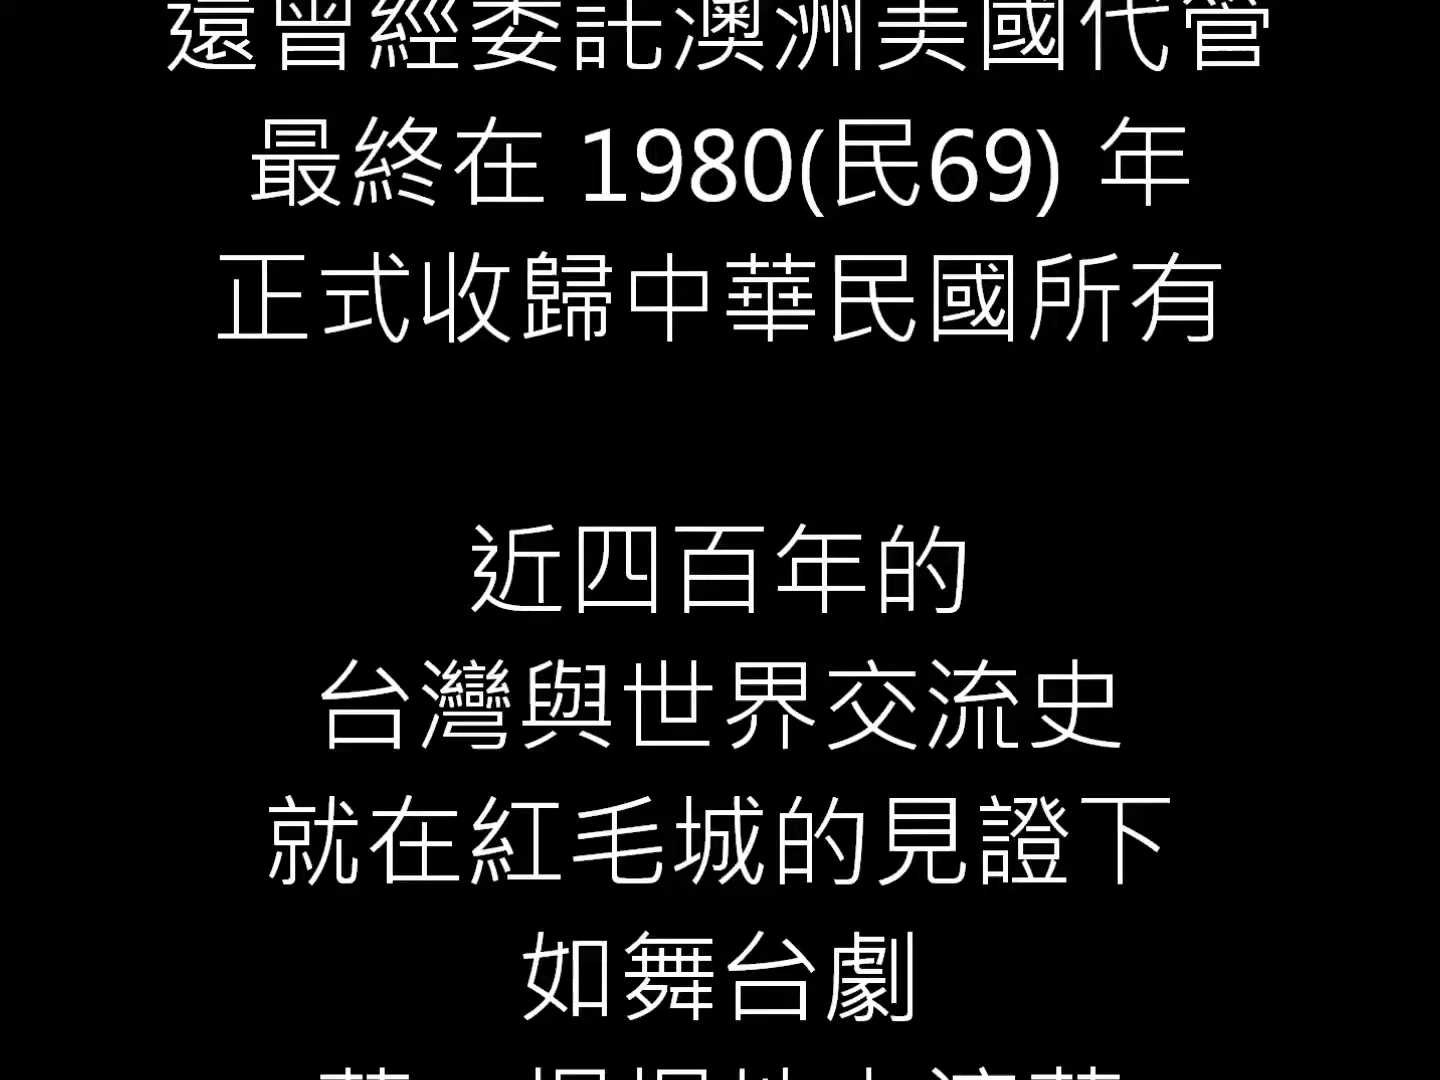 還曾經委託澳洲美國代管
最終在 1980(民69) 年
正式收歸中華民國所有
近四百年的
台灣與世界交流史
就在紅毛城的見證下
如舞台劇